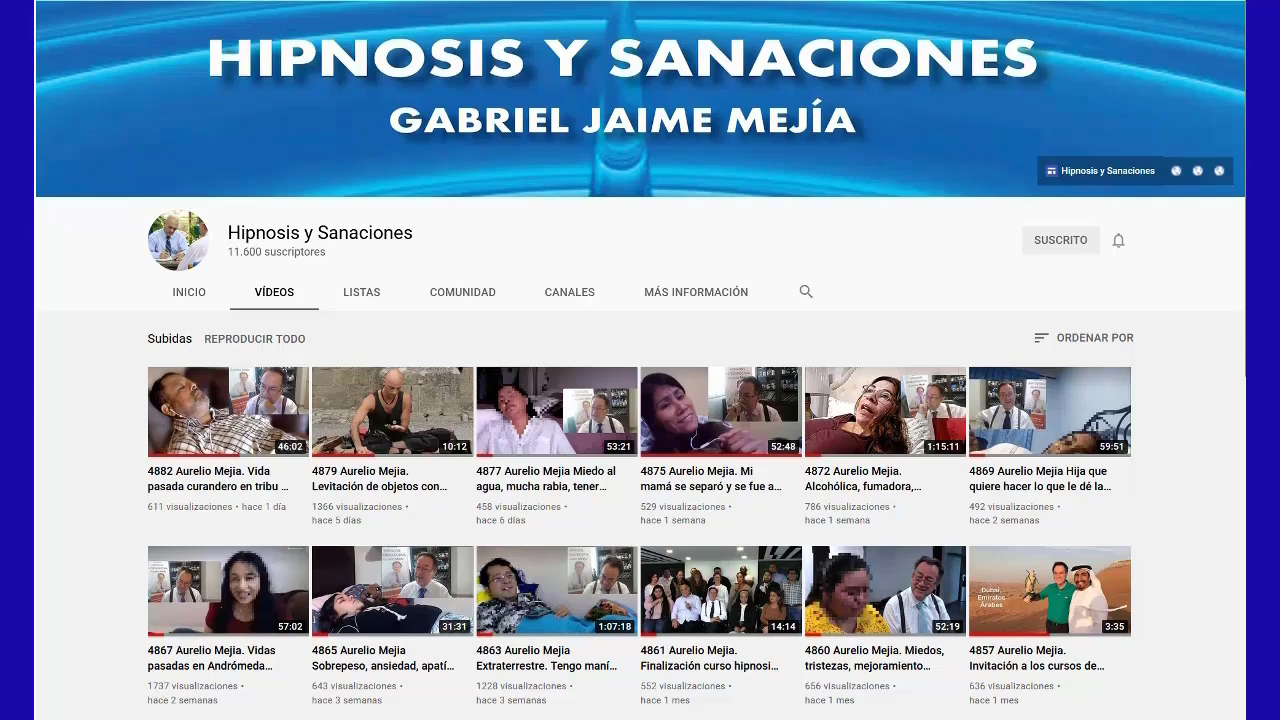 HIPNOSIS Y SANACIONES
GABRIEL JAIME MEJÍA
Hipnosis y Sanaciones
Hipnosis y Sanaciones
11.600 suscriptores
SUSCRITO
INICIO VÍDEOS LISTAS COMUNIDAD CANALES MÁS INFORMACIÓN
Subidas REPRODUCIR TODO
ORDENAR POR
46:02
4882 Aurelio Mejia. Vida
pasada curandero en tribu ...
611 visualizaciones • hace 1 día
10:12
4879 Aurelio Mejia.
Levitación de objetos con...
1366 visualizaciones •
hace 5 días
53:21
4877 Aurelio Mejia Miedo al
agua, mucha rabia, tener...
458 visualizaciones •
hace 6 días
52:48
4875 Aurelio Mejia. Mi
mamá se separó y se fue a...
529 visualizaciones •
hace 1 semana
1:15:11
4872 Aurelio Mejia.
Alcohólica, fumadora,...
786 visualizaciones •
hace 1 semana
59:51
4869 Aurelio Mejia Hija que
quiere hacer lo que le dé la...
492 visualizaciones •
hace 2 semanas
57:02
4867 Aurelio Mejia. Vidas
pasadas en Andrómeda...
1737 visualizaciones •
hace 2 semanas
31:31
4865 Aurelio Mejia
Sobrepeso, ansiedad, apatí...
643 visualizaciones •
hace 3 semanas
1:07:18
4863 Aurelio Mejia
Extraterrestre. Tengo maní...
1228 visualizaciones •
hace 3 semanas
14:14
4861 Aurelio Mejia.
Finalización curso hipnosi...
552 visualizaciones •
hace 1 mes
52:19
4860 Aurelio Mejia. Miedos,
tristezas, mejoramiento...
656 visualizaciones •
hace 1 mes
Dubai,
Emiratos
Arabes
3:35
4857 Aurelio Mejia.
Invitación a los cursos de...
636 visualizaciones •
hace 1 mes